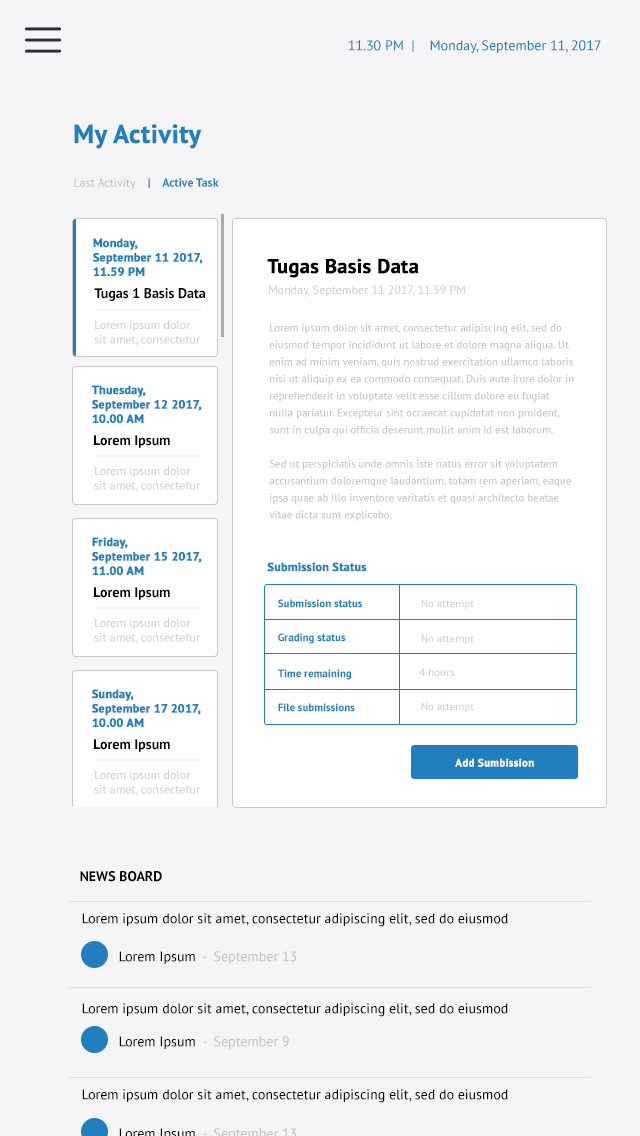 11.30 PM | Monday, September 11, 2017
My Activity
Last Activity | Active Task
Monday,
September 11 2017,
11.59 PM
Tugas 1 Basis Data
Lorem ipsum dolor
sit amet, consectetur
Thuesday,
September 12 2017,
10.00 AM
Lorem Ipsum
Lorem ipsum dolor
sit amet, consectetur
Friday,
September 15 2017,
11.00 AM
Lorem Ipsum
Lorem ipsum dolor
sit amet, consectetur
Sunday,
September 17 2017,
10.00 AM
Lorem Ipsum
Lorem ipsum dolor
sit amet, consectetur
Tugas Basis Data
Monday, September 11 2017, 11.59 PM
Lorem ipsum dolor sit amet, consectetur adipiscing elit, sed do
eiusmod tempor incididunt ut labore et dolore magna aliqua. Ut
enim ad minim veniam, quis nostrud exercitation ullamco laboris
nisi ut aliquip ex ea commodo consequat. Duis aute irure dolor in
reprehenderit in voluptate velit esse cillum dolore eu fugiat
nulla pariatur. Excepteur sint occaecat cupidatat non proident,
sunt in culpa qui officia deserunt mollit anim id est laborum.
Sed ut perspiciatis unde omnis iste natus error sit voluptatem
accusantium doloremque laudantium, totam rem aperiam, eaque
ipsa quae ab illo inventore veritatis et quasi architecto beatae
vitae dicta sunt explicabo.
Submission Status
Submission status No attempt
Grading status No attempt
Time remaining 4 hours
File submissions No attempt
Add Sumbission
NEWS BOARD
Lorem ipsum dolor sit amet, consectetur adipiscing elit, sed do eiusmod
Lorem Ipsum - September 13
Lorem ipsum dolor sit amet, consectetur adipiscing elit, sed do eiusmod
Lorem Ipsum - September 9
Lorem ipsum dolor sit amet, consectetur adipiscing elit, sed do eiusmod
Lorem Ipsum - September 13